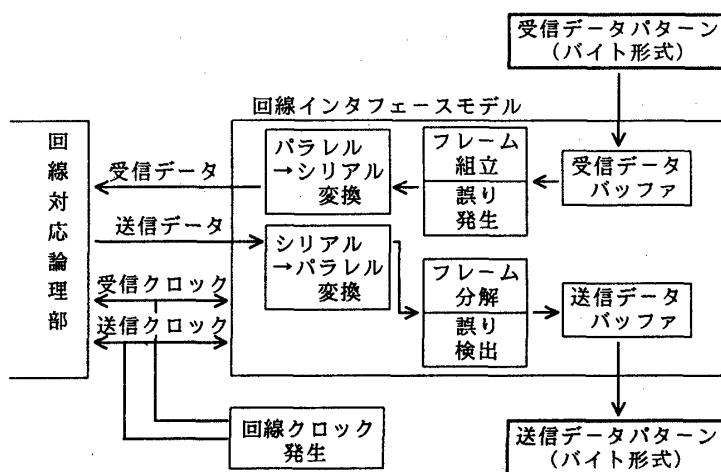 受信データパターン
(バイト形式)
回線インタフェースモデル
回線対応論理部
パラレル
→シリアル
変換
フレーム
組立
誤り
発生
受信データ
バッファ
受信データ
送信データ
シリアル
→パラレル
変換
フレーム
分解
誤り
検出
送信データ
バッファ
受信クロック
送信クロック
回線クロック
発生
送信データパターン
(バイト形式)